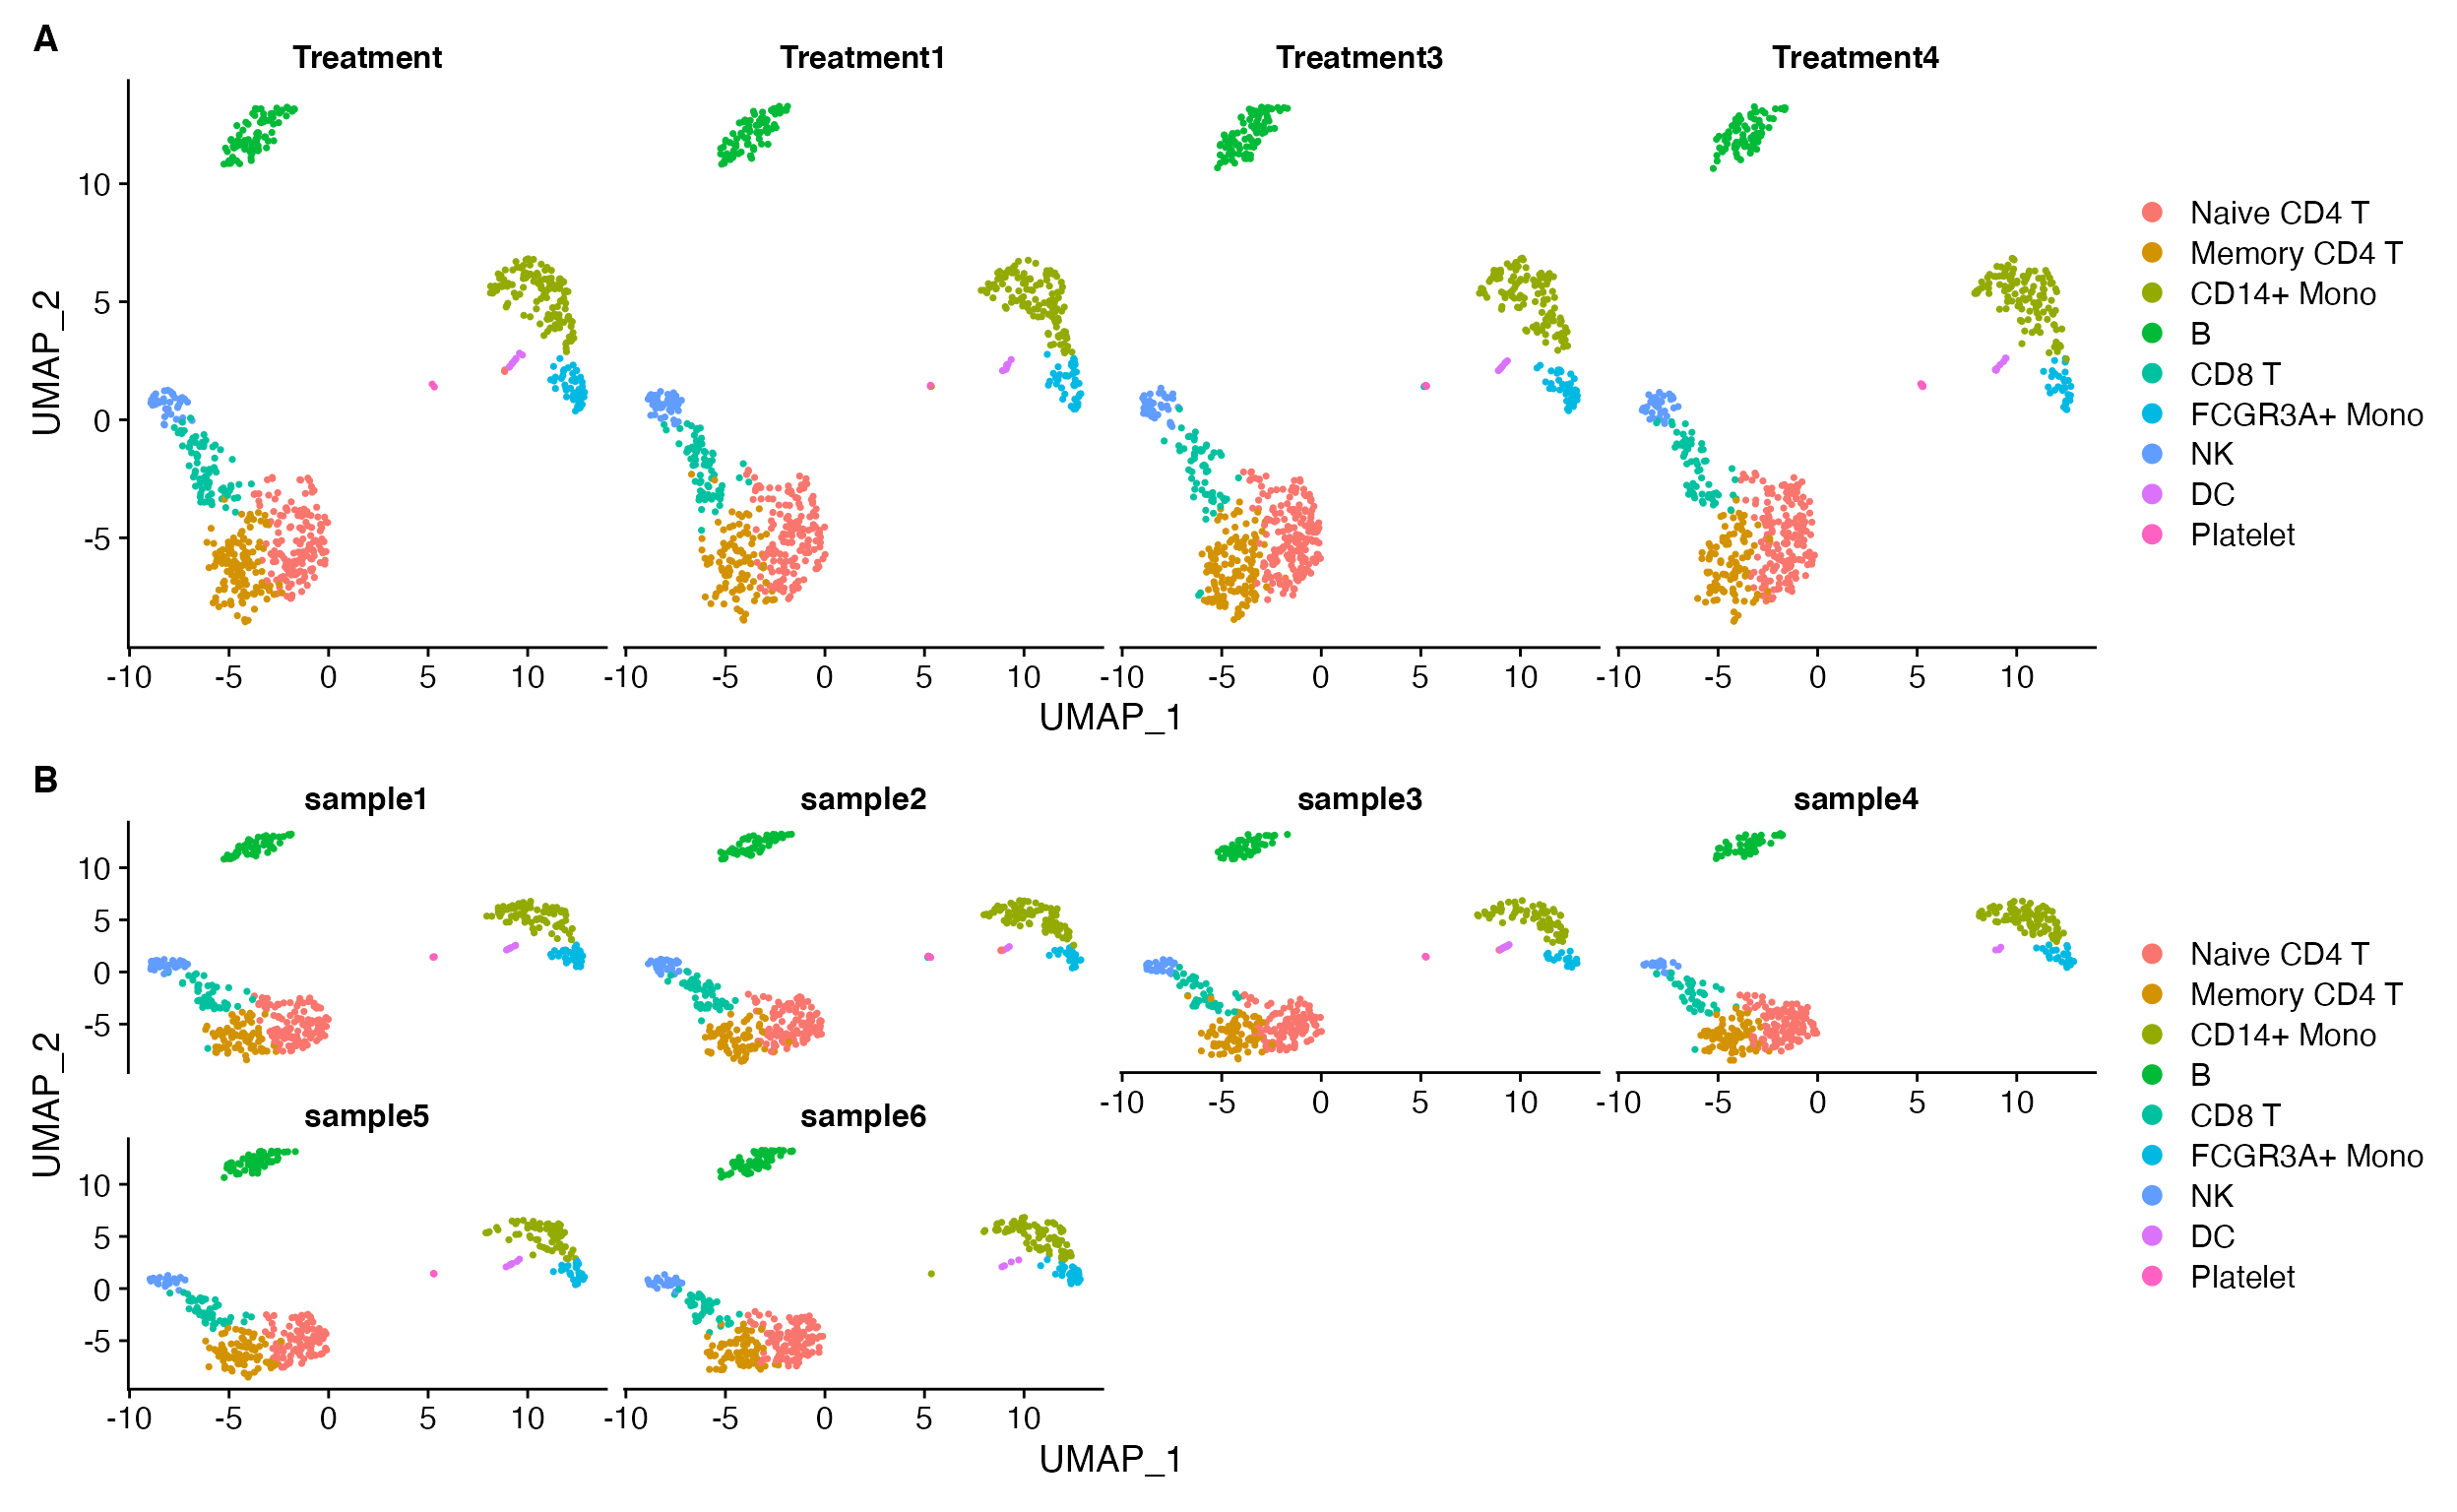 A
Treatment Treatment1 Treatment3 Treatment4
10
5
0
-5
UMAP_2
-10 -5 0 5 10 -10 -5 0 5 10 -10 -5 0 5 10 -10 -5 0 5 10
UMAP_1
Naive CD4 T
Memory CD4 T
CD14+ Mono
B
CD8 T
FCGR3A+ Mono
NK
DC
Platelet
B
sample1 sample2 sample3 sample4
10
5
0
-5
-10 -5 0 5 10 -10 -5 0 5 10
UMAP_2
sample5 sample6
10
5
0
-5
-10 -5 0 5 10 -10 -5 0 5 10
UMAP_1
Naive CD4 T
Memory CD4 T
CD14+ Mono
B
CD8 T
FCGR3A+ Mono
NK
DC
Platelet